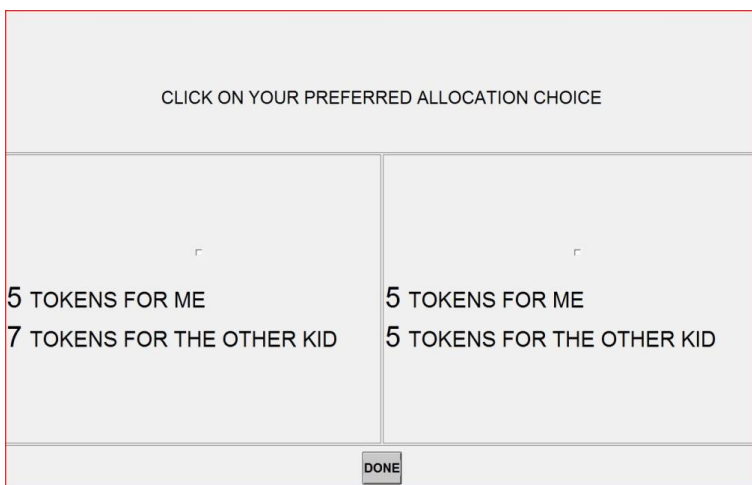 CLICK ON YOUR PREFERRED ALLOCATION CHOICE
5 TOKENS FOR ME
7 TOKENS FOR THE OTHER KID
5 TOKENS FOR ME
5 TOKENS FOR THE OTHER KID
DONE